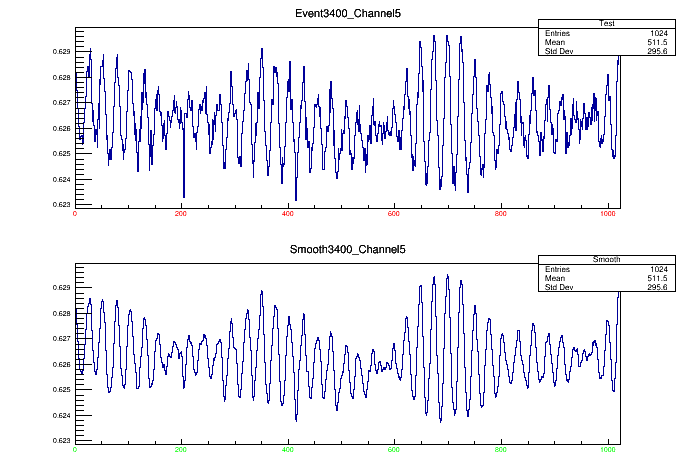 Event3400_Channel5
Test
Entries 1024
Mean 511.5
Std Dev 295.6
0.629
0.628
0.627
0.626
0.625
0.624
0.623
0 200 400 600 800 1000
Smooth3400_Channel5
Smooth
Entries 1024
Mean 511.5
Std Dev 295.6
0.629
0.628
0.627
0.626
0.625
0.624
0.623
0 200 400 600 800 1000